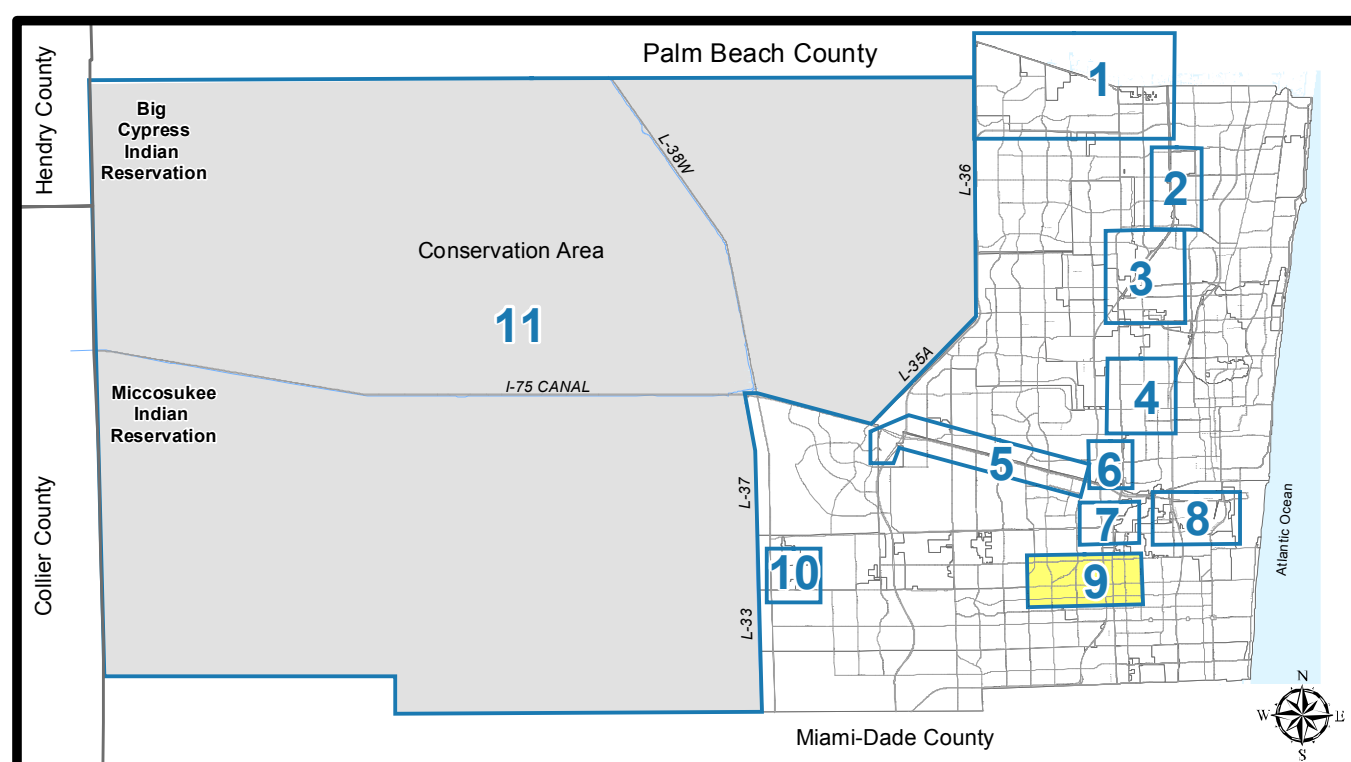 Palm Beach County
Hendry County
1
Big
Cypress
Indian
Reservation
L-38W
L-36
2
Conservation Area
3
11
L-35A
Miccosukee
Indian
Reservation
I-75 CANAL
4
5
6
L-37
7
8
Atlantic Ocean
Collier County
10
9
L-33
Miami-Dade County
N
W
E
S